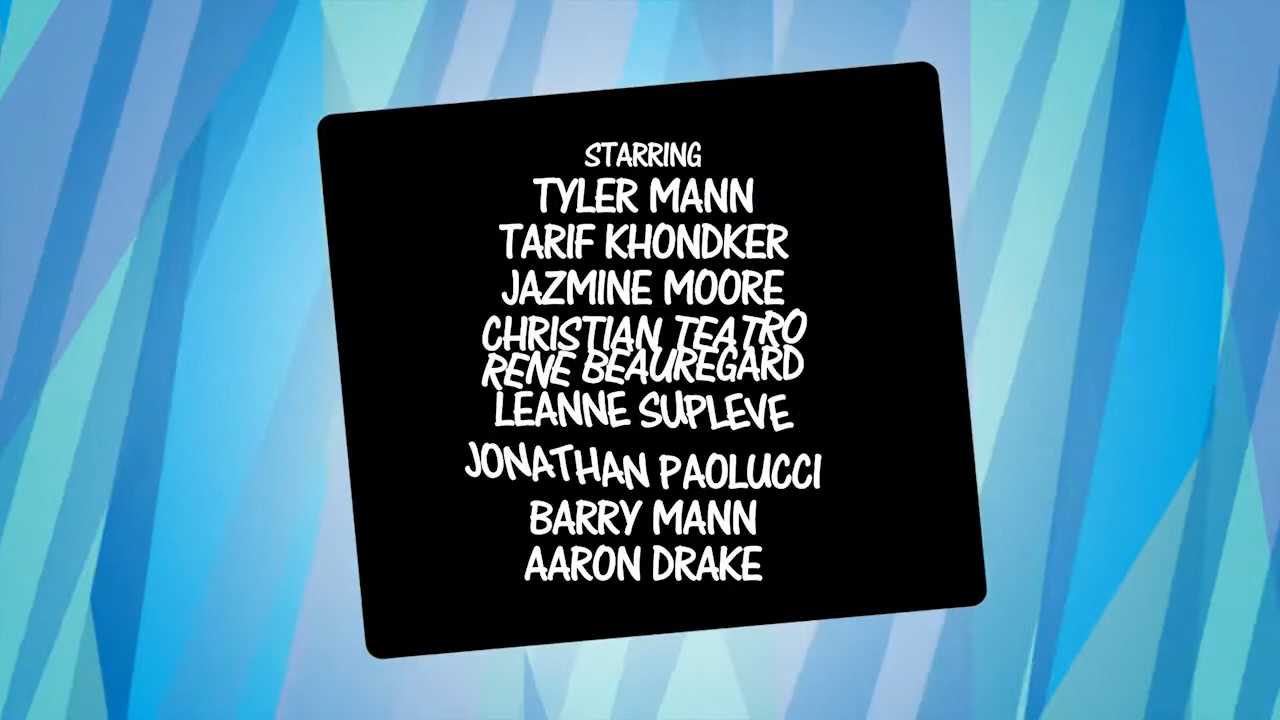 STARRING
TYLER MANN
TARIF KHONDKER
JAZMINE MOORE
CHRISTIAN TEATRO
RENE BEAUREGARD
LEANNE SUPLEVE
JONATHAN PAOLUCCI
BARRY MANN
AARON DRAKE